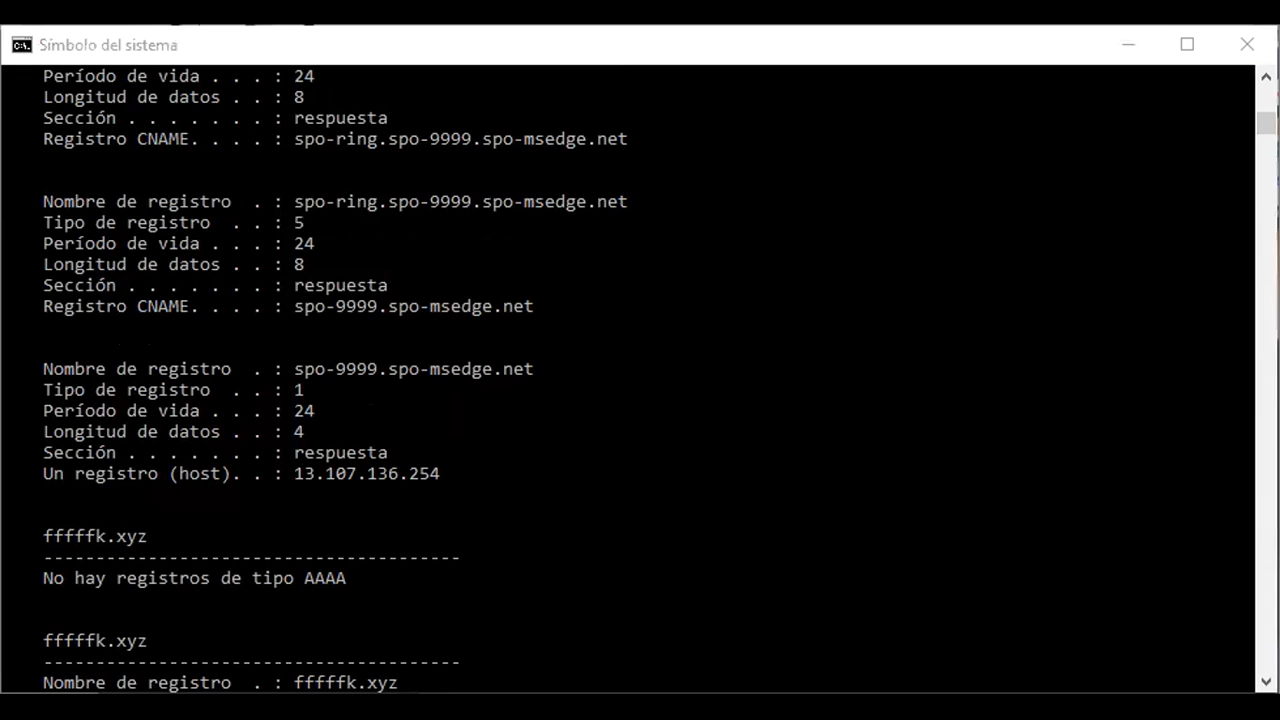 Símbolo del sistema
Período de vida . . . : 24
Longitud de datos . . : 8
Sección . . . . . . . : respuesta
Registro CNAME. . . . : spo-ring.spo-9999.spo-msedge.net
Nombre de registro  . : spo-ring.spo-9999.spo-msedge.net
Tipo de registro  . . : 5
Período de vida . . . : 24
Longitud de datos . . : 8
Sección . . . . . . . : respuesta
Registro CNAME. . . . : spo-9999.spo-msedge.net
Nombre de registro  . : spo-9999.spo-msedge.net
Tipo de registro  . . : 1
Período de vida . . . : 24
Longitud de datos . . : 4
Sección . . . . . . . : respuesta
Un registro (host). . : 13.107.136.254
fffffk.xyz
----------------------------------------
No hay registros de tipo AAAA
fffffk.xyz
----------------------------------------
Nombre de registro  . : fffffk.xyz